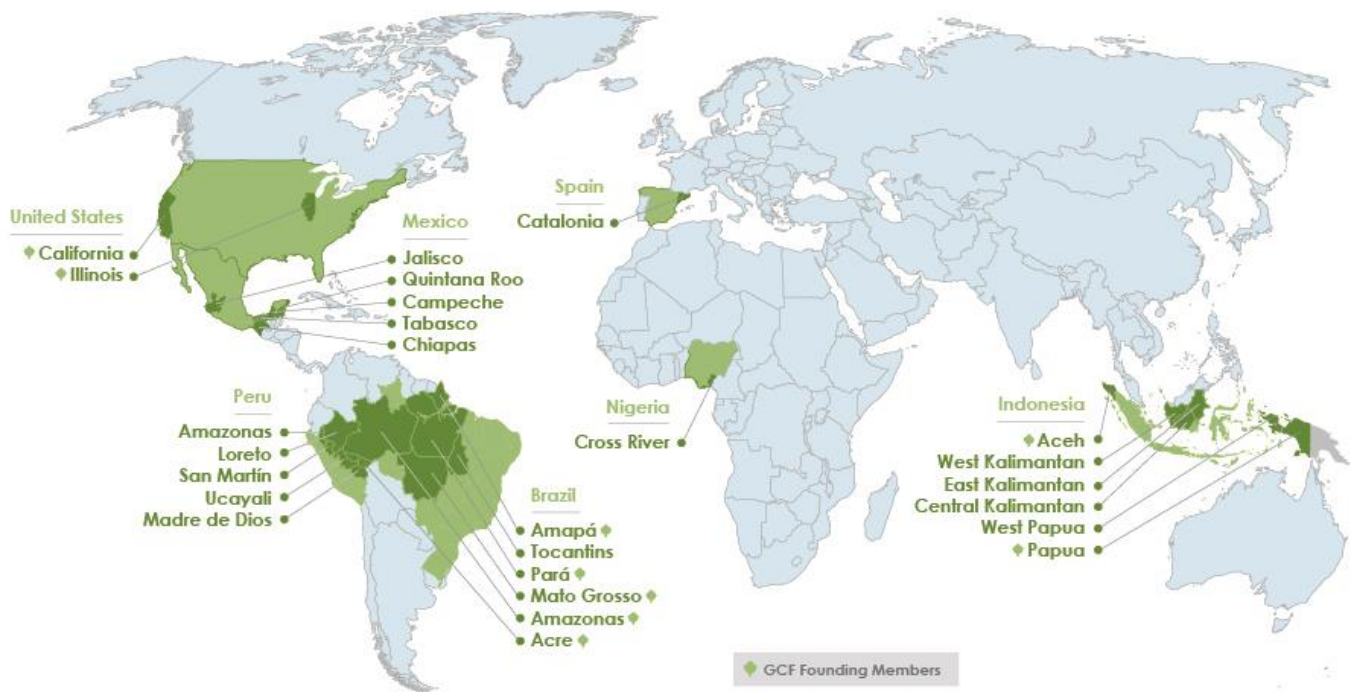 United States
California
Illinois
Mexico
Jalisco
Quintana Roo
Campeche
Tabasco
Chiapas
Peru
Amazonas
Loreto
San Martín
Ucayali
Madre de Dios
Brazil
Amapá
Tocantins
Pará
Mato Grosso
Amazonas
Acre
Spain
Catalonia
Nigeria
Cross River
Indonesia
Aceh
West Kalimantan
East Kalimantan
Central Kalimantan
West Papua
Papua
GCF Founding Members